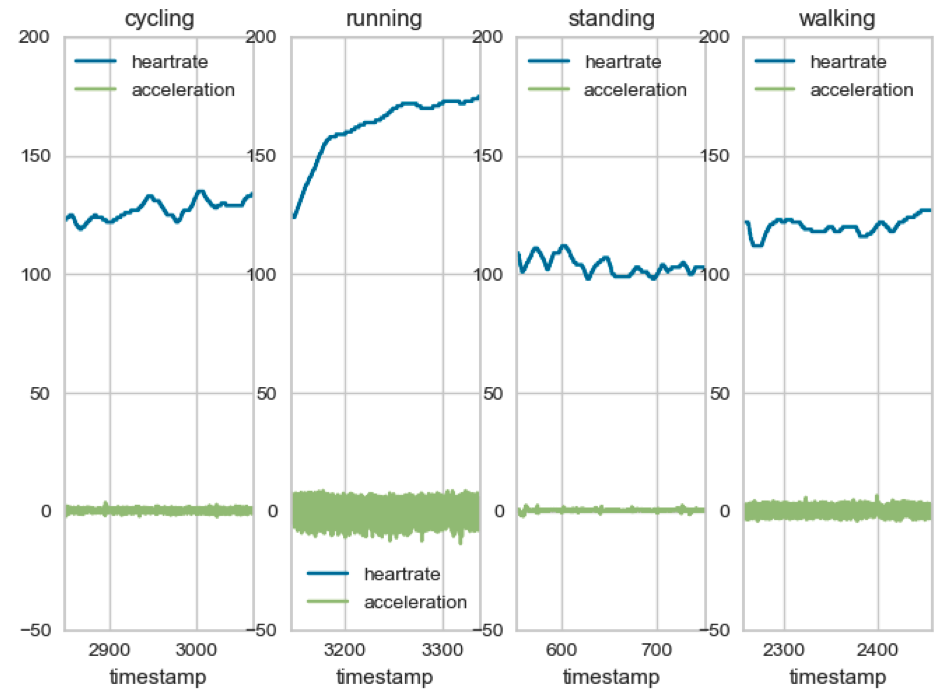 cycling running standing walking
200 200 200 200
heartrate heartrate heartrate
acceleration acceleration acceleration
150 150 150 150
100 100 100 100
50 50 50 50
0 0 0 0
heartrate
acceleration
−50 −50 −50 −50
2900 3000 3200 3300 600 700 2300 2400
timestamp timestamp timestamp timestamp